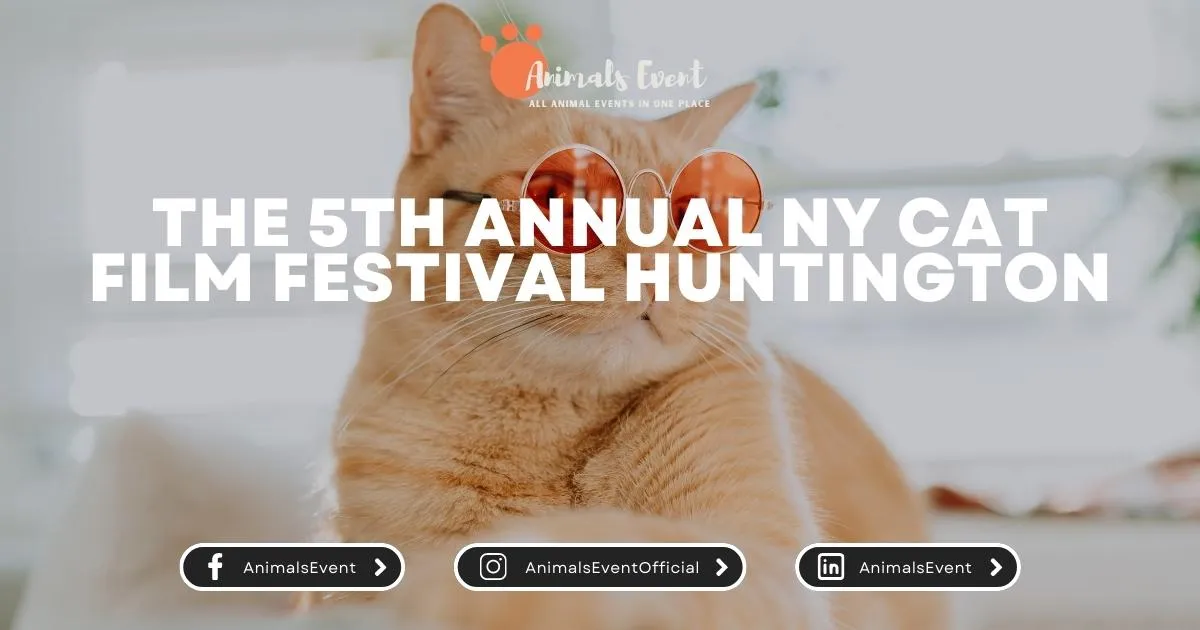 Animals Event
ALL ANIMAL EVENTS IN ONE PLACE
THE 5TH ANNUAL NY CAT
FILM FESTIVAL HUNTINGTON
AnimalsEvent
AnimalsEventOfficial
AnimalsEvent